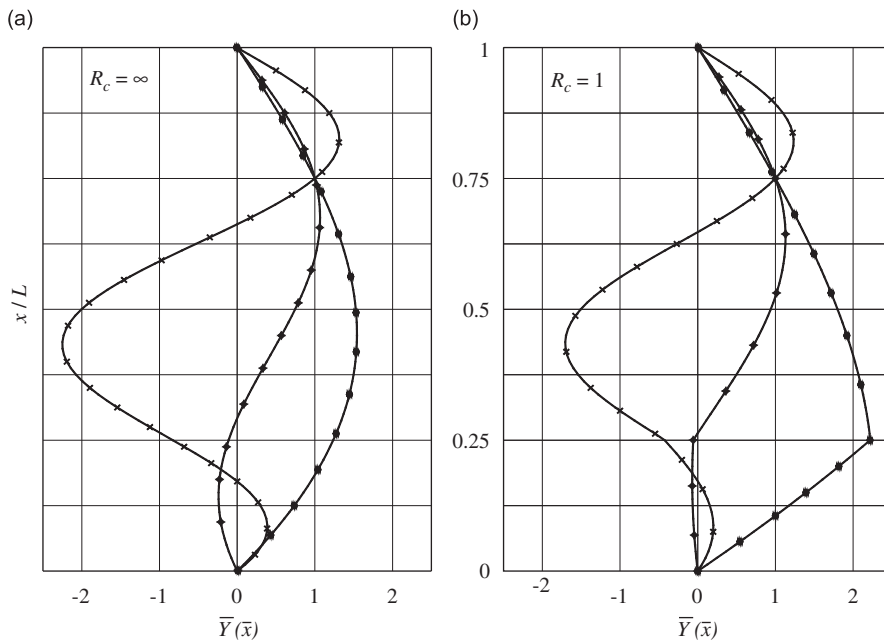 (a)
(b)
R_c = ∞
R_c = 1
1
0.75
0.5
0.25
0
x / L
-2 -1 0 1 2
-2 -1 0 1 2
Y̅(x̅)
Y̅(x̅)